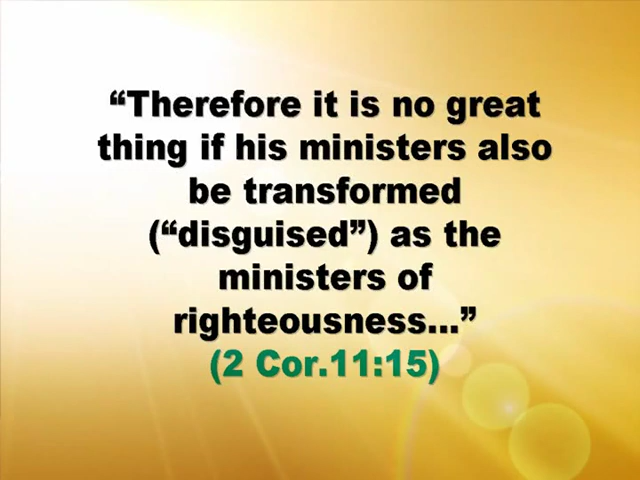 “Therefore it is no great
thing if his ministers also
be transformed
(“disguised”) as the
ministers of
righteousness...”
(2 Cor.11:15)